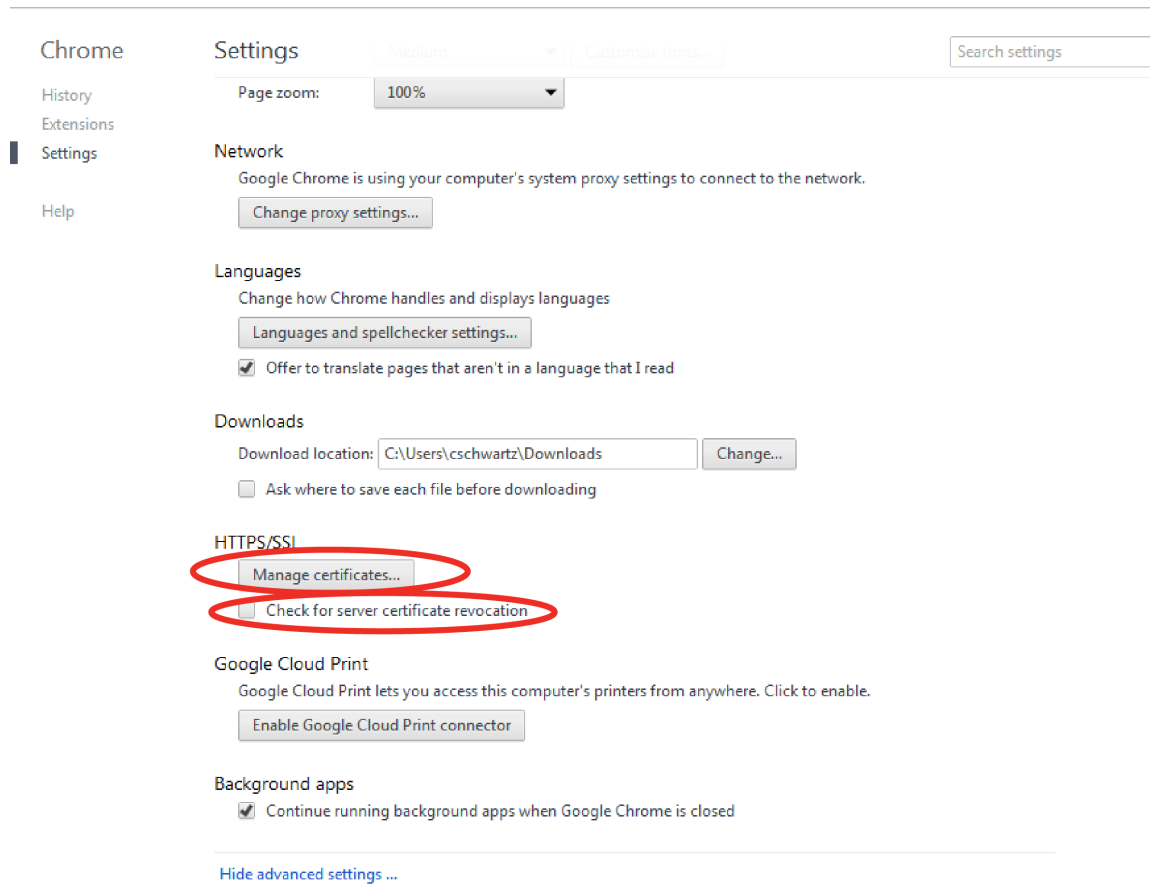 Chrome
Settings
Medium
Customise fonts...
Search settings
History
Extensions
Settings
Help
Page zoom:
100%
Network
Google Chrome is using your computer's system proxy settings to connect to the network.
Change proxy settings...
Languages
Change how Chrome handles and displays languages
Languages and spellchecker settings...
Offer to translate pages that aren't in a language that I read
Downloads
Download location: C:\Users\cschwartz\Downloads Change...
Ask where to save each file before downloading
HTTPS/SSL
Manage certificates...
Check for server certificate revocation
Google Cloud Print
Google Cloud Print lets you access this computer's printers from anywhere. Click to enable.
Enable Google Cloud Print connector
Background apps
Continue running background apps when Google Chrome is closed
Hide advanced settings ...